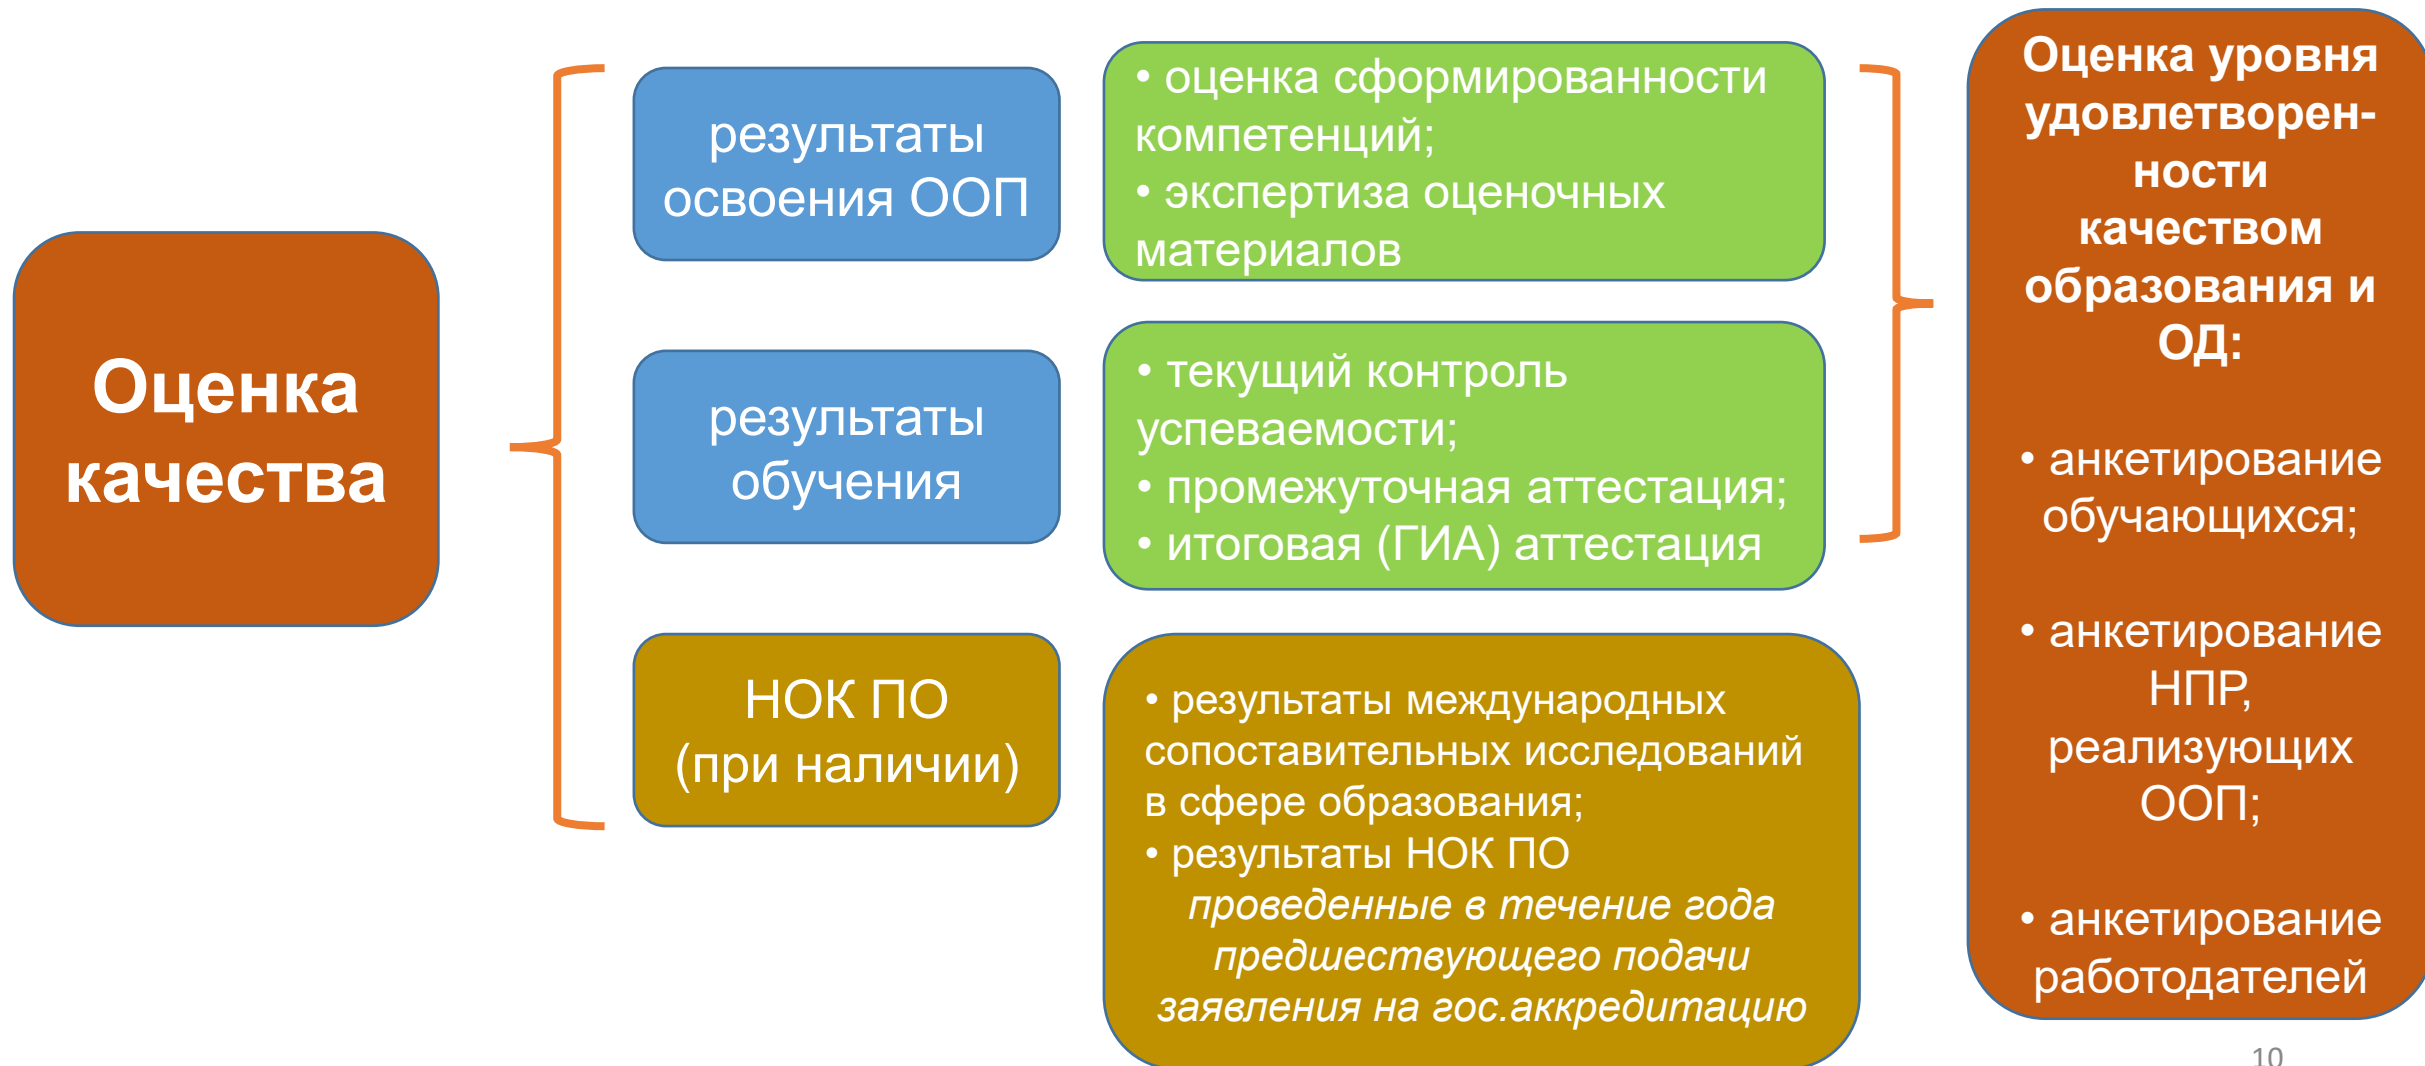 Оценка
качества
результаты
освоения ООП
• оценка сформированности
компетенций;
• экспертиза оценочных
материалов
результаты
обучения
• текущий контроль
успеваемости;
• промежуточная аттестация;
• итоговая (ГИА) аттестация
НОК ПО
(при наличии)
• результаты международных
сопоставительных исследований
в сфере образования;
• результаты НОК ПО
проведенные в течение года
предшествующего подачи
заявления на гос.аккредитацию
Оценка уровня
удовлетворен-
ности
качеством
образования и
ОД:
• анкетирование
обучающихся;
• анкетирование
НПР,
реализующих
ООП;
• анкетирование
работодателей
10